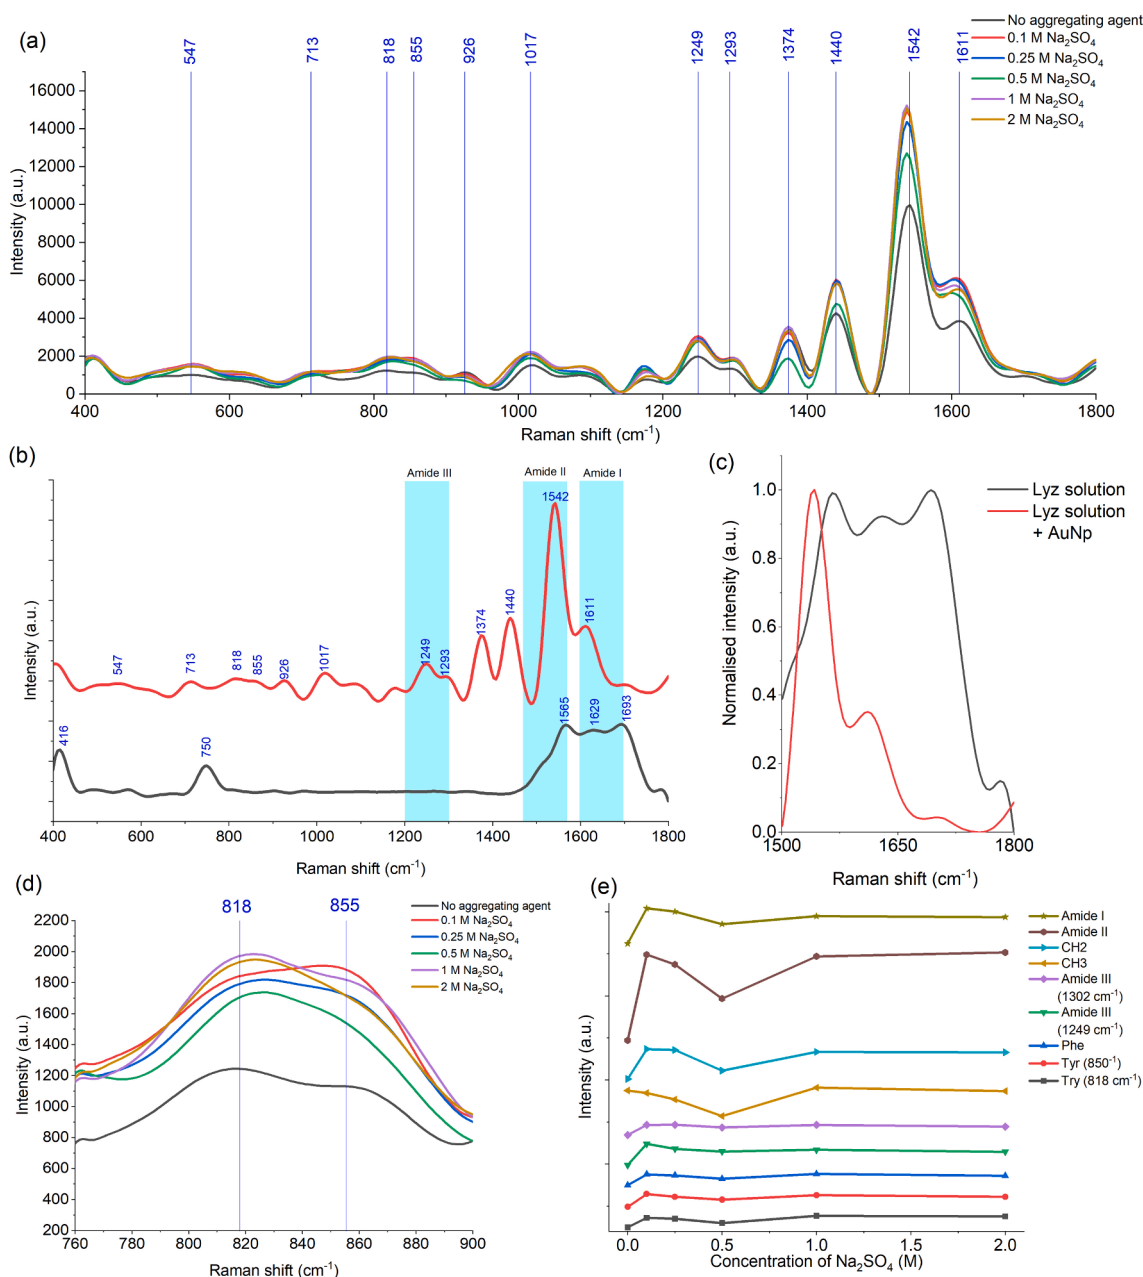 (a)
547
713
818
855
926
1017
1249
1293
1374
1440
1542
1611
No aggregating agent
0.1 M Na₂SO₄
0.25 M Na₂SO₄
0.5 M Na₂SO₄
1 M Na₂SO₄
2 M Na₂SO₄
16000
14000
12000
10000
8000
6000
4000
2000
0
Intensity (a.u.)
400 600 800 1000 1200 1400 1600 1800
Raman shift (cm⁻¹)
(b)
Amide III
Amide II
Amide I
1542
547
713
818
855
926
1017
1249
1293
1374
1440
1611
416
750
1565
1629
1693
Intensity (a.u.)
400 600 800 1000 1200 1400 1600 1800
Raman shift (cm⁻¹)
(c)
1.0
0.8
0.6
0.4
0.2
0.0
Normalised intensity (a.u.)
1500 1650 1800
Raman shift (cm⁻¹)
Lyz solution
Lyz solution
+ AuNp
(d)
818
855
No aggregating agent
0.1 M Na₂SO₄
0.25 M Na₂SO₄
0.5 M Na₂SO₄
1 M Na₂SO₄
2 M Na₂SO₄
2200
2000
1800
1600
1400
1200
1000
800
600
400
200
Intensity (a.u.)
760 780 800 820 840 860 880 900
Raman shift (cm⁻¹)
(e)
Intensity (a.u.)
0.0 0.5 1.0 1.5 2.0
Concentration of Na₂SO₄ (M)
Amide I
Amide II
CH2
CH3
Amide III
(1302 cm⁻¹)
Amide III
(1249 cm⁻¹)
Phe
Tyr (850⁻¹)
Try (818 cm⁻¹)